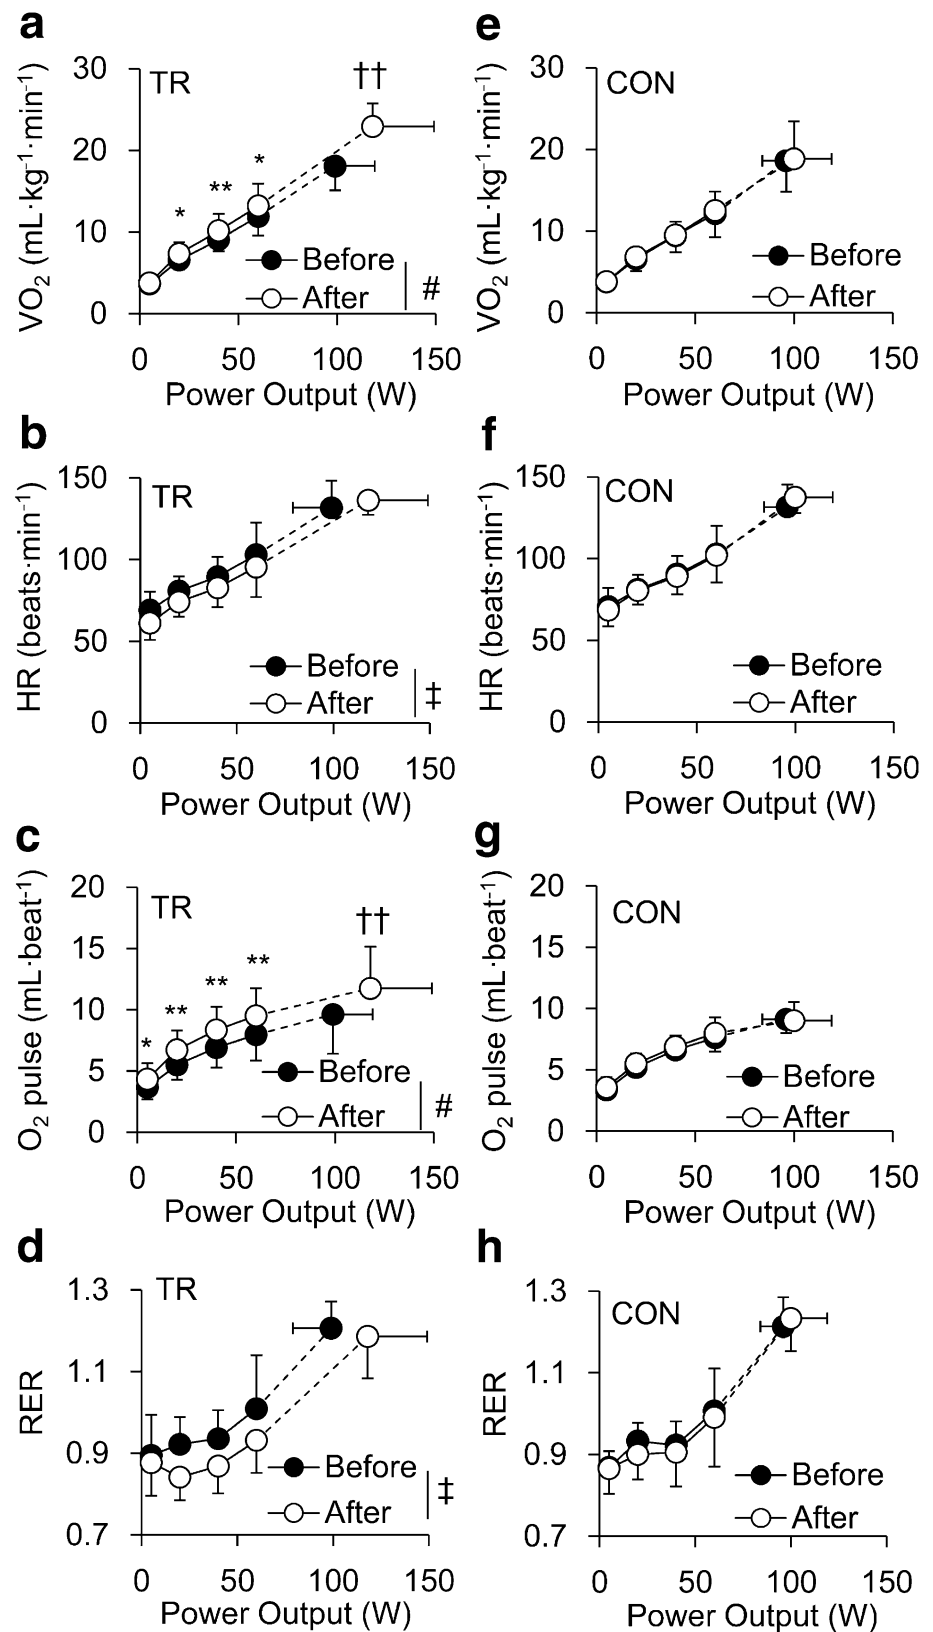 a
VO₂ (mL·kg⁻¹·min⁻¹)
30
20
10
0
TR
*
**
*
††
Before
After
#
0 50 100 150
Power Output (W)
e
VO₂ (mL·kg⁻¹·min⁻¹)
30
20
10
0
CON
Before
After
0 50 100 150
Power Output (W)
b
HR (beats·min⁻¹)
150
100
50
0
TR
Before
After
‡
0 50 100 150
Power Output (W)
f
HR (beats·min⁻¹)
150
100
50
0
CON
Before
After
0 50 100 150
Power Output (W)
c
O₂ pulse (mL·beat⁻¹)
20
15
10
5
0
TR
*
**
**
**
††
Before
After
#
0 50 100 150
Power Output (W)
g
O₂ pulse (mL·beat⁻¹)
20
15
10
5
0
CON
Before
After
0 50 100 150
Power Output (W)
d
RER
1.3
1.1
0.9
0.7
TR
Before
After
‡
0 50 100 150
Power Output (W)
h
RER
1.3
1.1
0.9
0.7
CON
Before
After
0 50 100 150
Power Output (W)